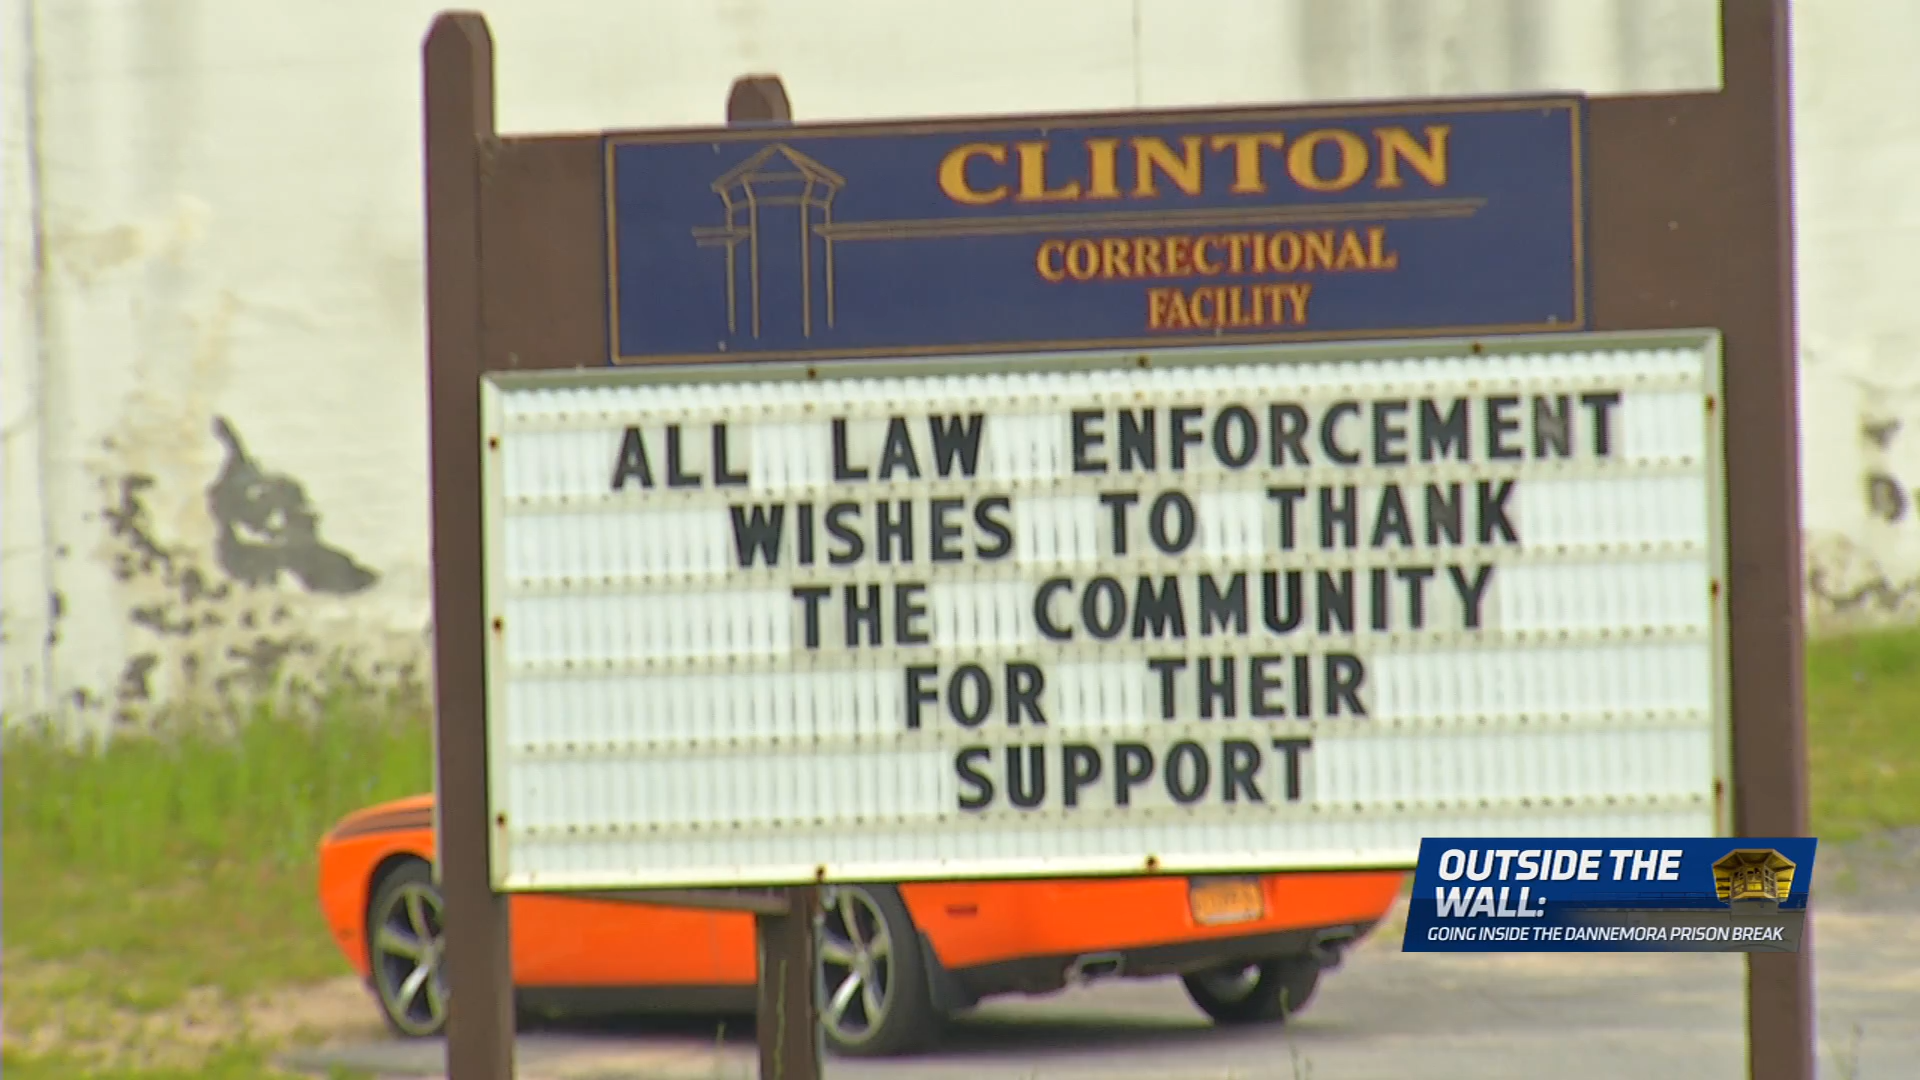 CLINTON
CORRECTIONAL
FACILITY
ALL LAW ENFORCEMENT
WISHES TO THANK
THE COMMUNITY
FOR THEIR
SUPPORT
OUTSIDE THE
WALL:
GOING INSIDE THE DANNEMORA PRISON BREAK